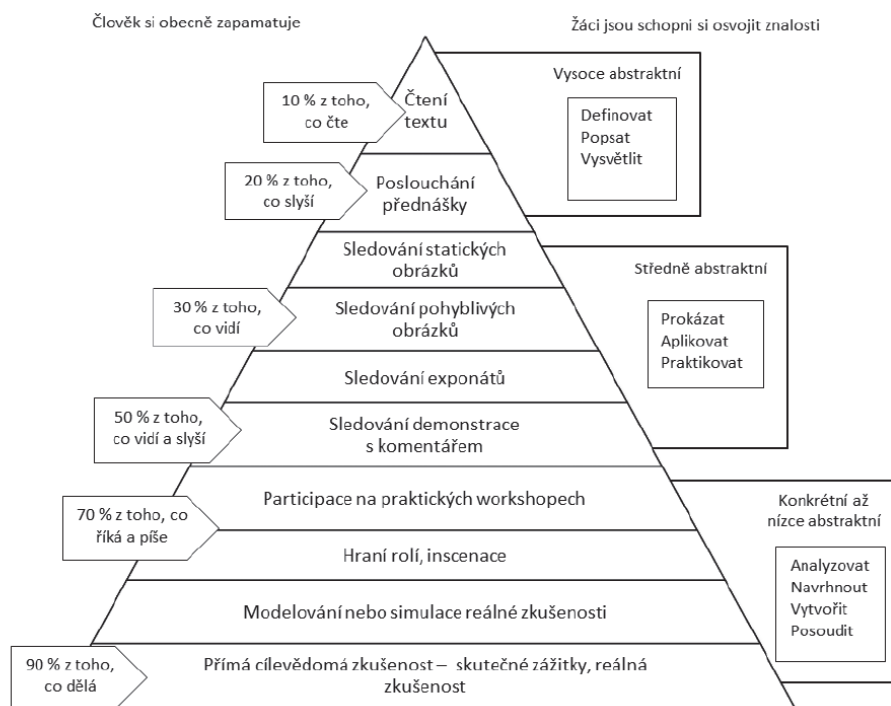 Člověk si obecně zapamatuje
Žáci jsou schopni si osvojit znalosti
10 % z toho,
co čte
Čtení
textu
Vysoce abstraktní
Definovat
Popsat
Vysvětlit
20 % z toho,
co slyší
Poslouchání
přednášky
Sledování statických
obrázků
Středně abstraktní
30 % z toho,
co vidí
Sledování pohyblivých
obrázků
Prokázat
Aplikovat
Praktikovat
Sledování exponátů
50 % z toho,
co vidí a slyší
Sledování demonstrace
s komentářem
Participace na praktických workshopech
70 % z toho, co
říká a píše
Konkrétní až
nízce abstraktní
Hraní rolí, inscenace
Analyzovat
Navrhnout
Vytvořit
Posoudit
Modelování nebo simulace reálné zkušenosti
90 % z toho,
co dělá
Přímá cílevědomá zkušenost – skutečné zážitky, reálná
zkušenost